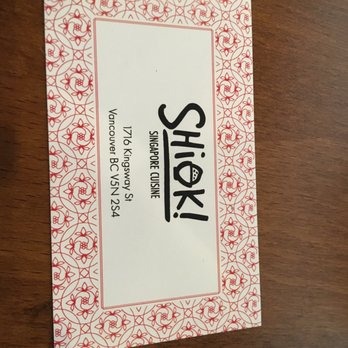 SHiOK!
SINGAPORE CUISINE
1716 Kingsway St
Vancouver BC V5N 2S4